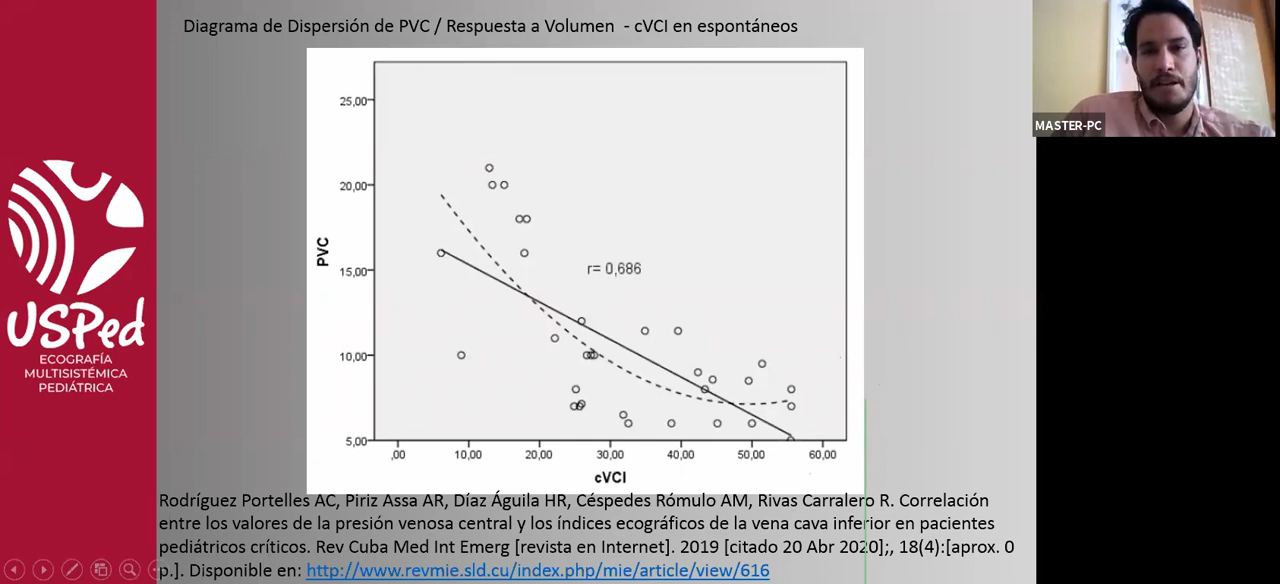 Diagrama de Dispersión de PVC / Respuesta a Volumen - cVCI en espontáneos
MASTER-PC
25,00
20,00
15,00
10,00
5,00
PVC
r= 0,686
,00
10,00
20,00
30,00
40,00
50,00
60,00
cVCI
USPed
ECOGRAFÍA
MULTISISTÉMICA
PEDIÁTRICA
Rodríguez Portelles AC, Piriz Assa AR, Díaz Águila HR, Céspedes Rómulo AM, Rivas Carralero R. Correlación
entre los valores de la presión venosa central y los índices ecográficos de la vena cava inferior en pacientes
pediátricos críticos. Rev Cuba Med Int Emerg [revista en Internet]. 2019 [citado 20 Abr 2020];, 18(4):[aprox. 0
p.]. Disponible en: http://www.revmie.sld.cu/index.php/mie/article/view/616